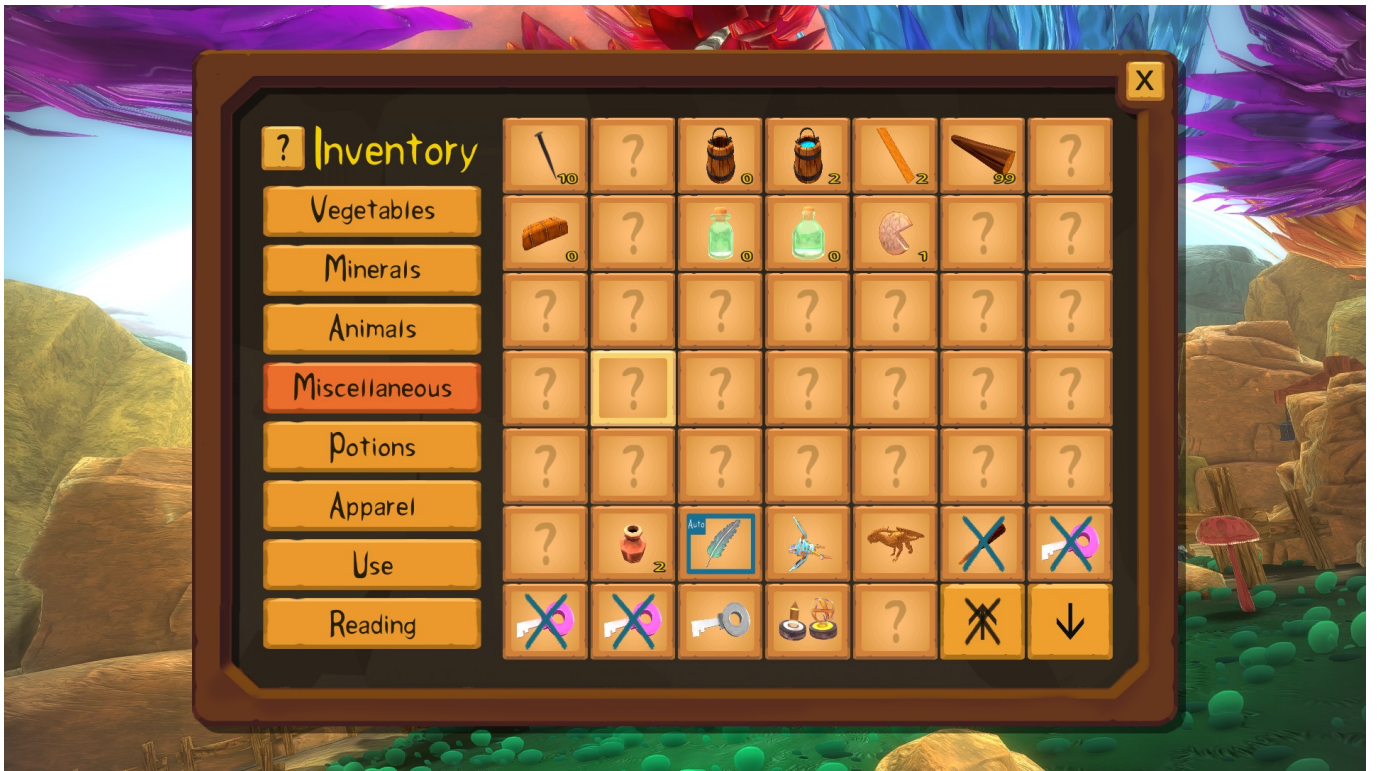 X
? Inventory
Vegetables
Minerals
Animals
Miscellaneous
Potions
Apparel
Use
Reading
10 ? 0 2 2 99 ?
0 ? 0 0 1 ? ?
? ? ? ? ? ? ?
? ? ? ? ? ? ?
? ? ? ? ? ? ?
? 2 Auto
?